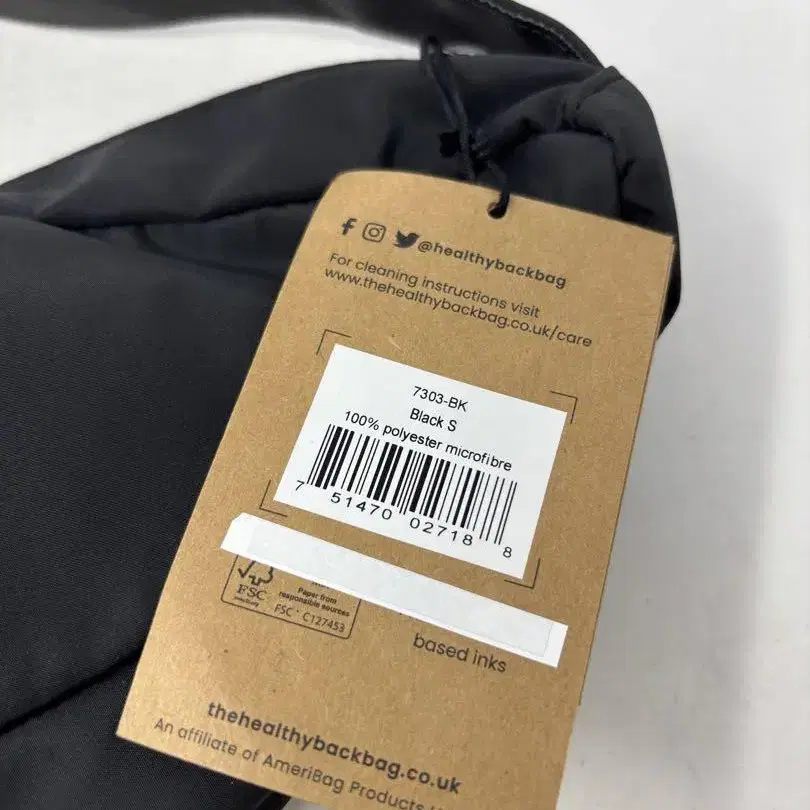 @healthybackbag
For cleaning instructions visit
www.thehealthybackbag.co.uk/care
7303-BK
Black S
100% polyester microfibre
7 51470 02718 8
FSC
Paper from
responsible sources
FSC® C127453
based inks
thehealthybackbag.co.uk
An affiliate of AmeriBag Products